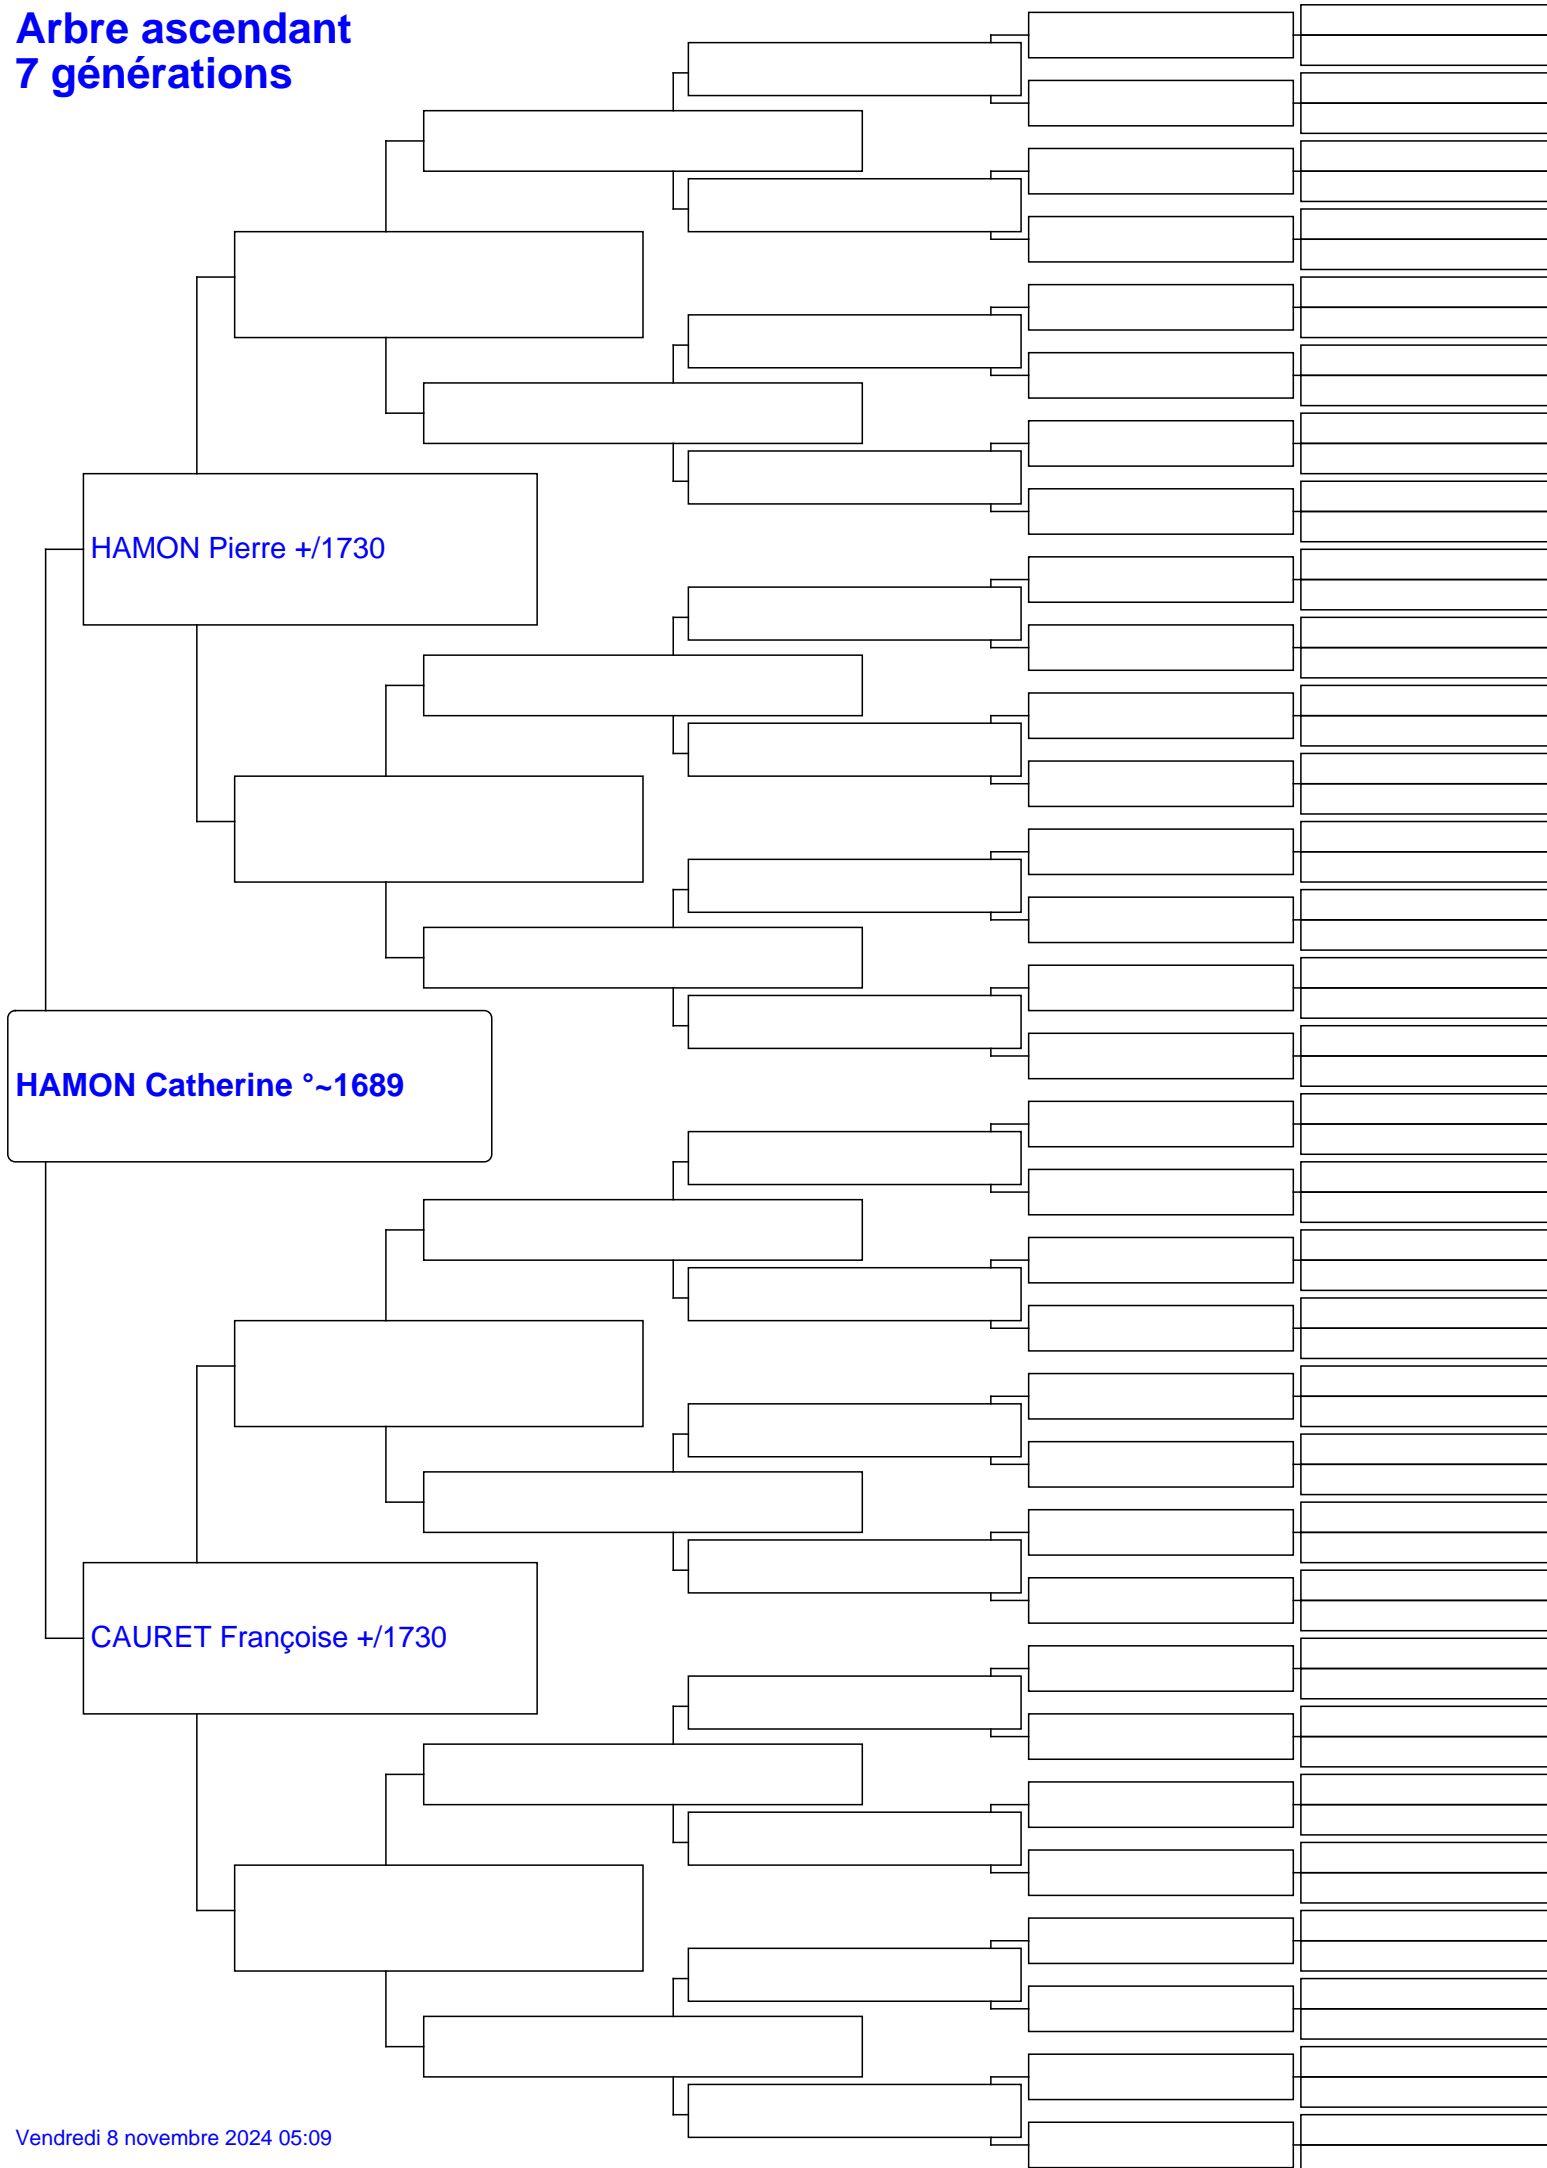 Arbre ascendant
7 générations
HAMON Pierre +/1730
HAMON Catherine °~1689
CAURET Françoise +/1730
Vendredi 8 novembre 2024 05:09